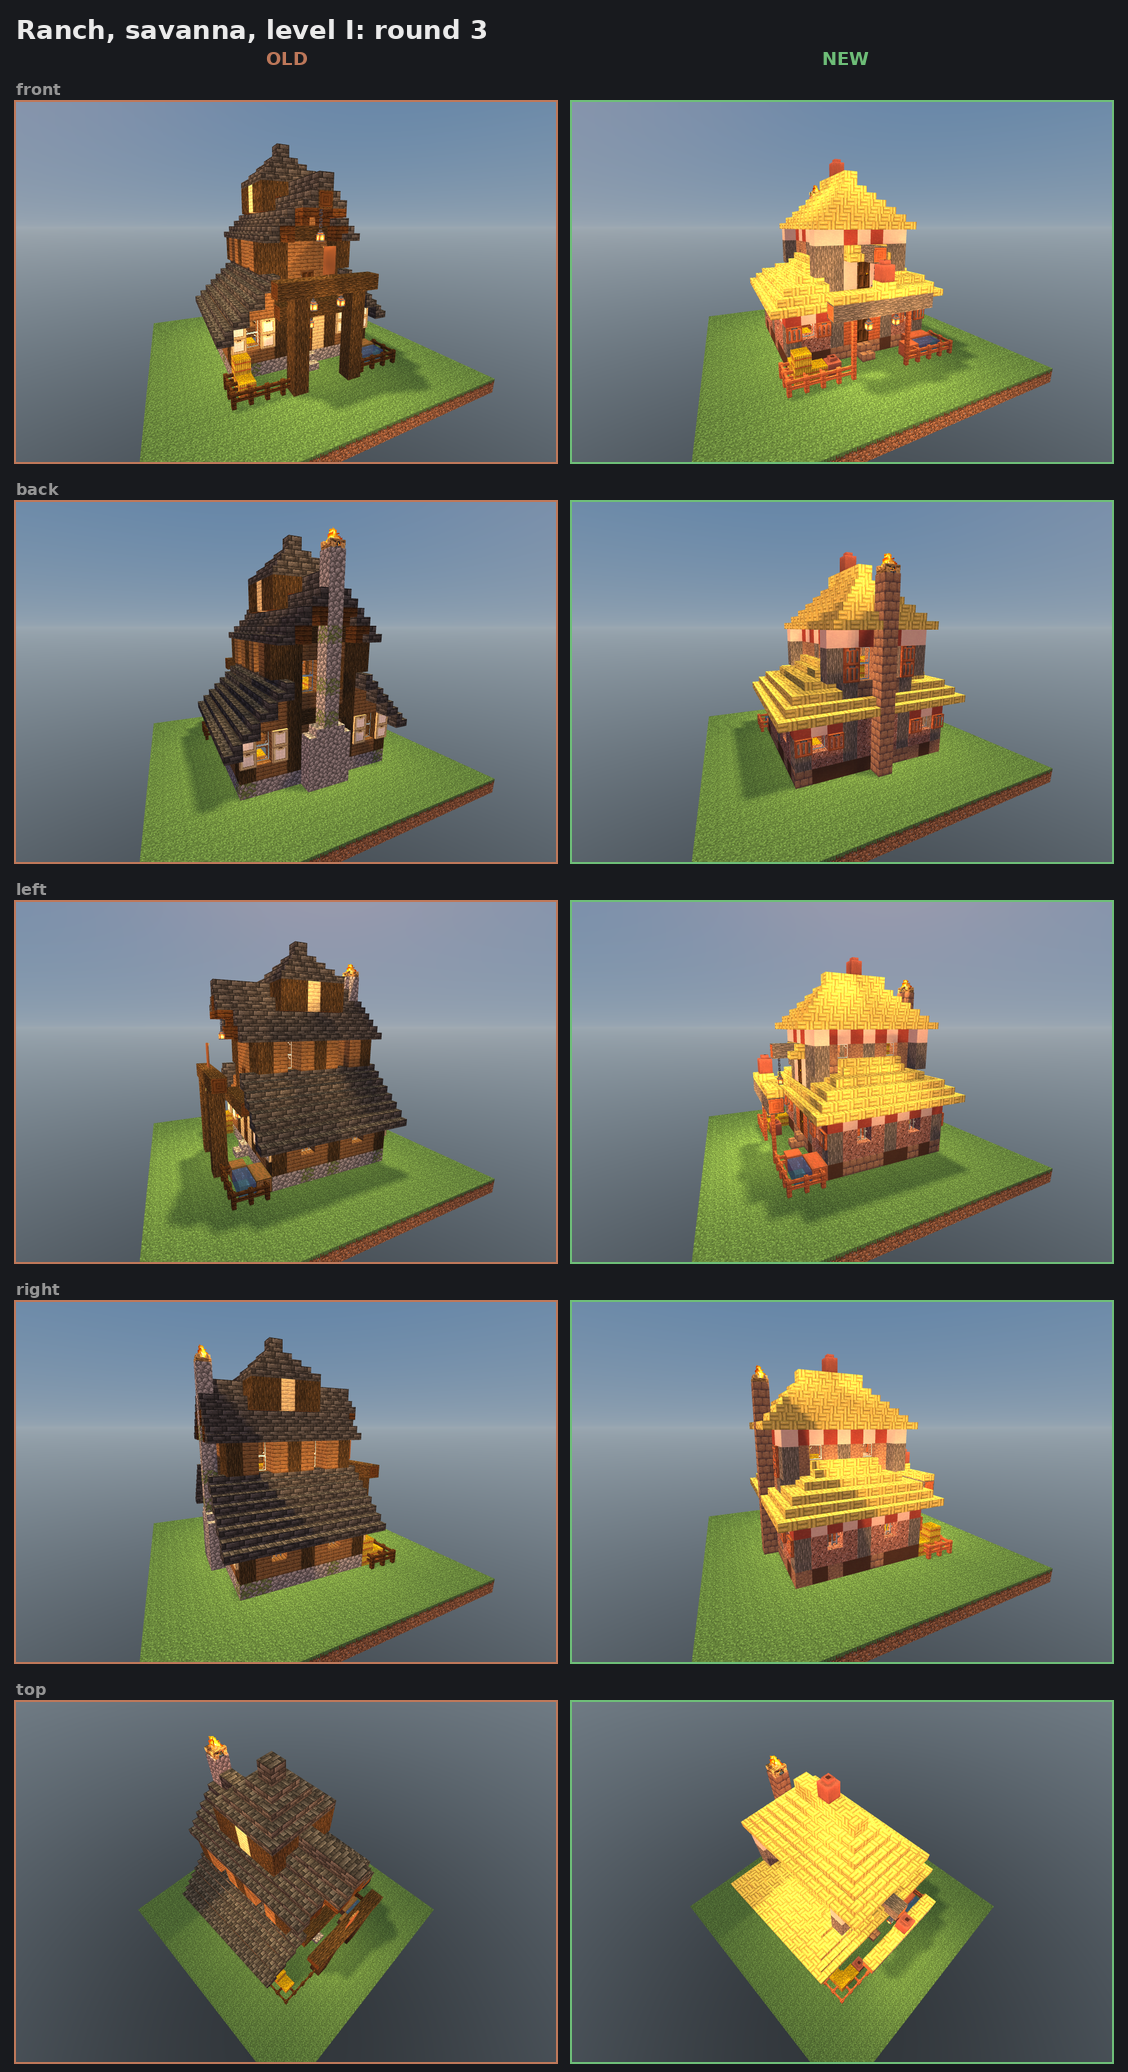 Ranch, savanna, level I: round 3
OLD
NEW
front
back
left
right
top